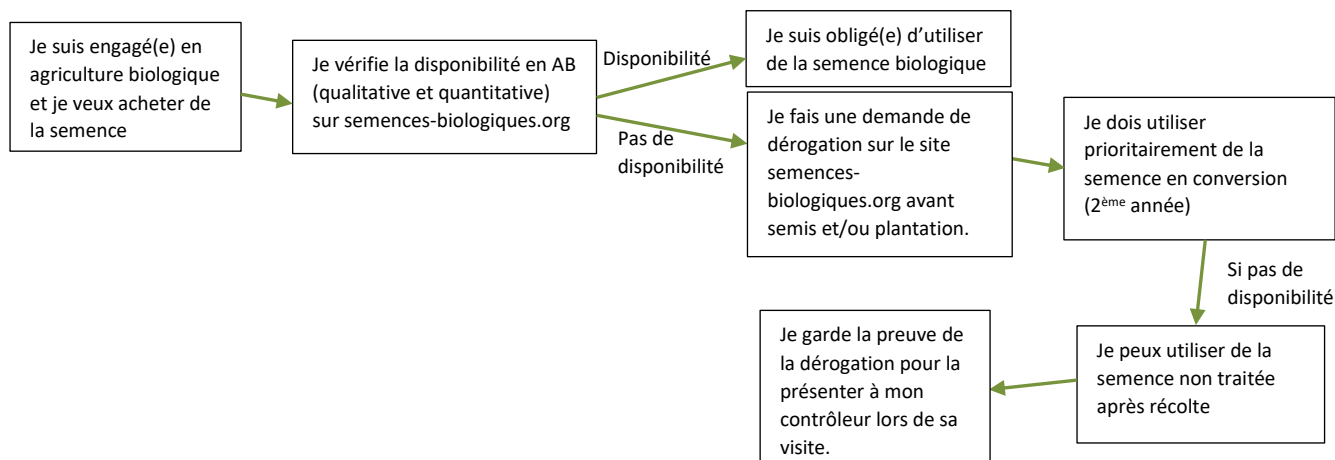 Je suis engagé(e) en
agriculture biologique
et je veux acheter de
la semence
Je vérifie la disponibilité en AB
(qualitative et quantitative)
sur semences-biologiques.org
Disponibilité
Je suis obligé(e) d’utiliser
de la semence biologique
Pas de
disponibilité
Je fais une demande de
dérogation sur le site
semences-
biologiques.org avant
semis et/ou plantation.
Je dois utiliser
prioritairement de la
semence en conversion
(2ème année)
Si pas de
disponibilité
Je peux utiliser de la
semence non traitée
après récolte
Je garde la preuve de
la dérogation pour la
présenter à mon
contrôleur lors de sa
visite.